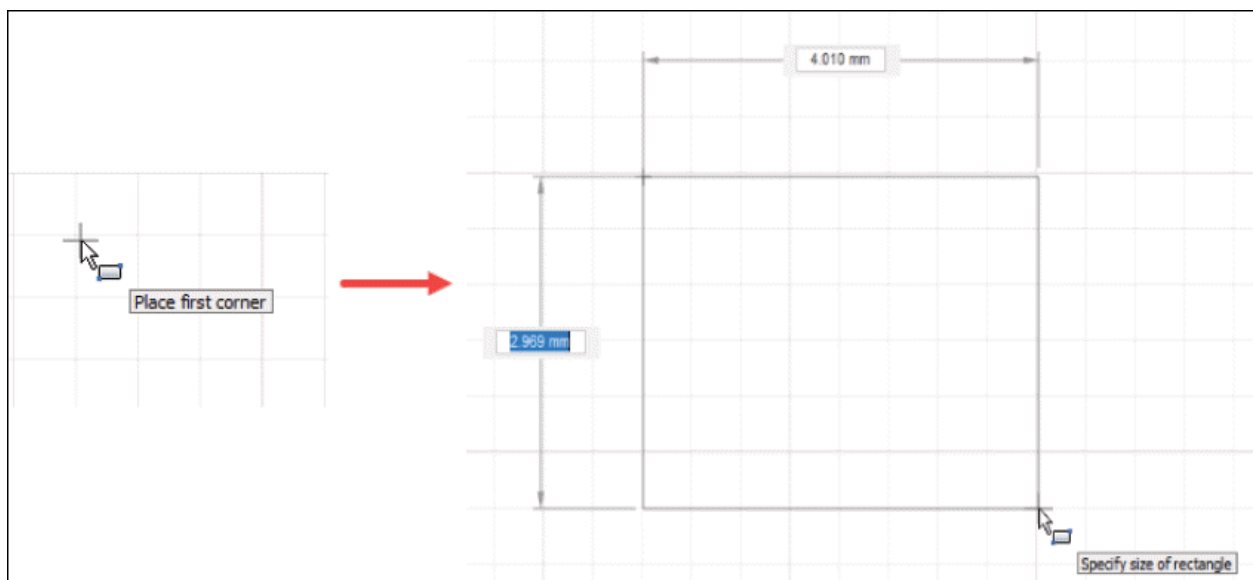 4.010 mm
Place first corner
2.969 mm
Specify size of rectangle